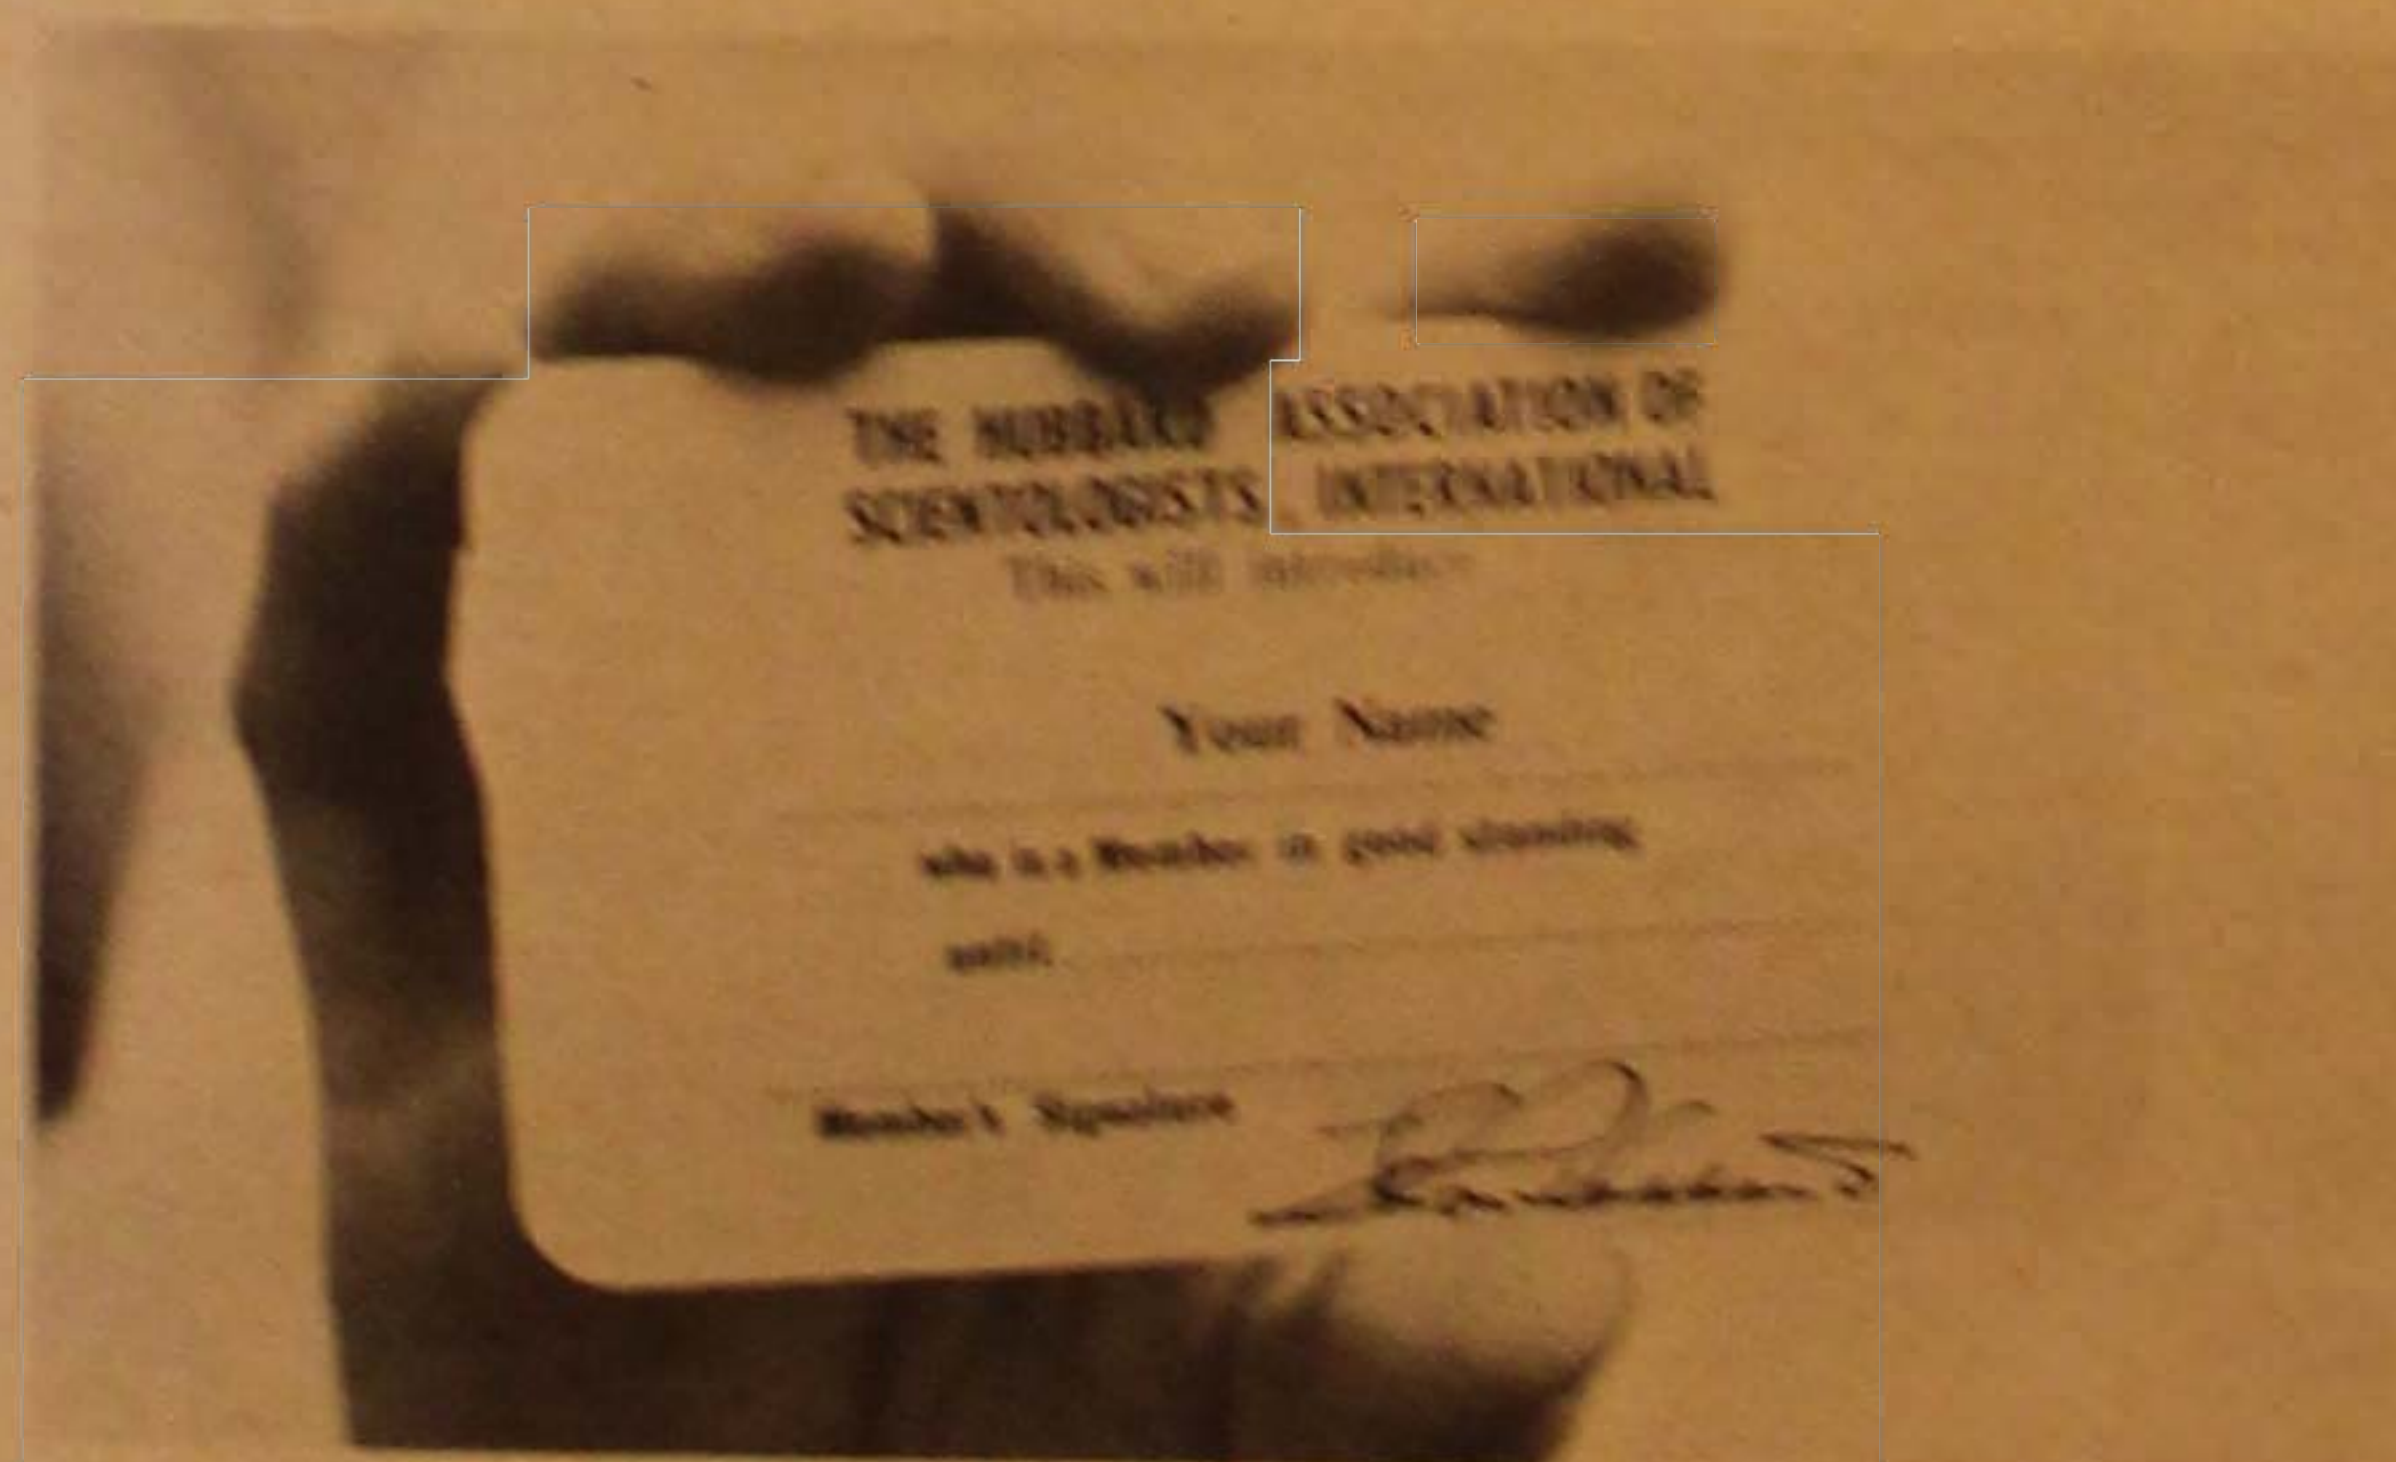 THE HUBBARD ASSOCIATION OF
SCIENTOLOGISTS, INTERNATIONAL
This will introduce
Your Name
who is a Member in good standing
until
Member's Signature